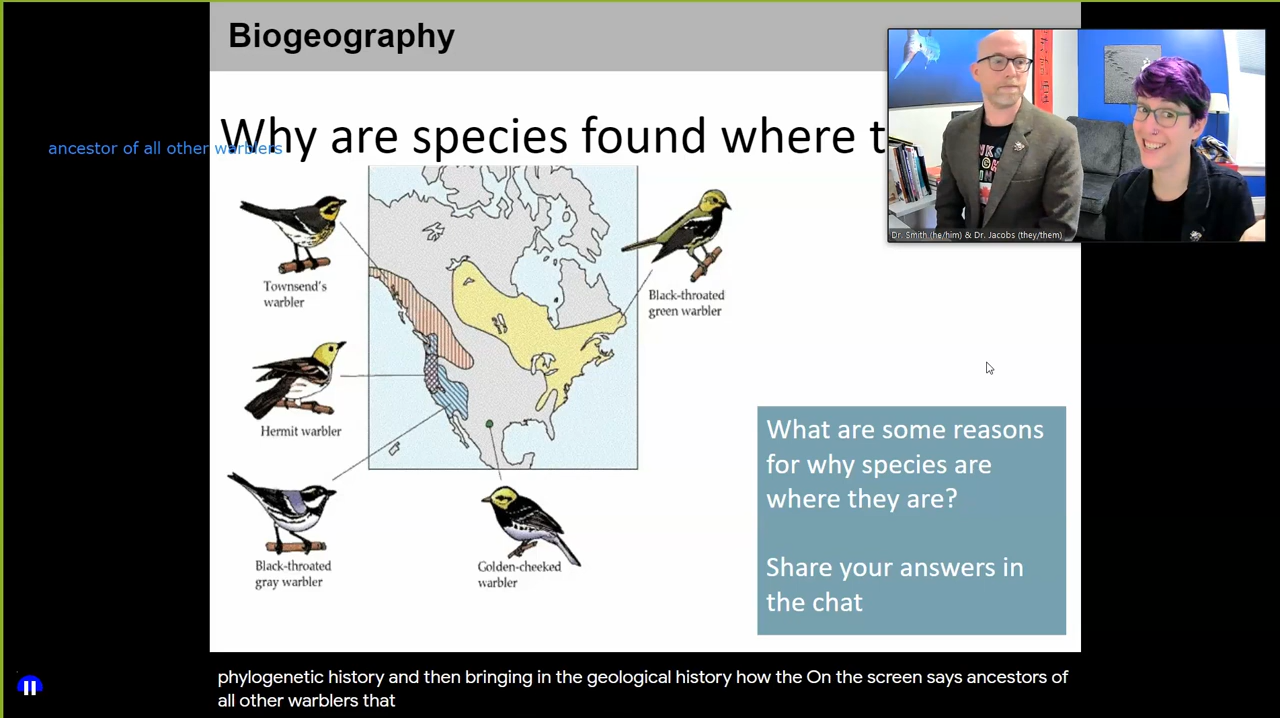 Biogeography
Why are species found where t
ancestor of all other warblers
Dr. Smith (he/him) & Dr. Jacobs (they/them)
Townsend's
warbler
Black-throated
green warbler
Hermit warbler
Black-throated
gray warbler
Golden-cheeked
warbler
What are some reasons
for why species are
where they are?
Share your answers in
the chat
phylogenetic history and then bringing in the geological history how the On the screen says ancestors of
all other warblers that